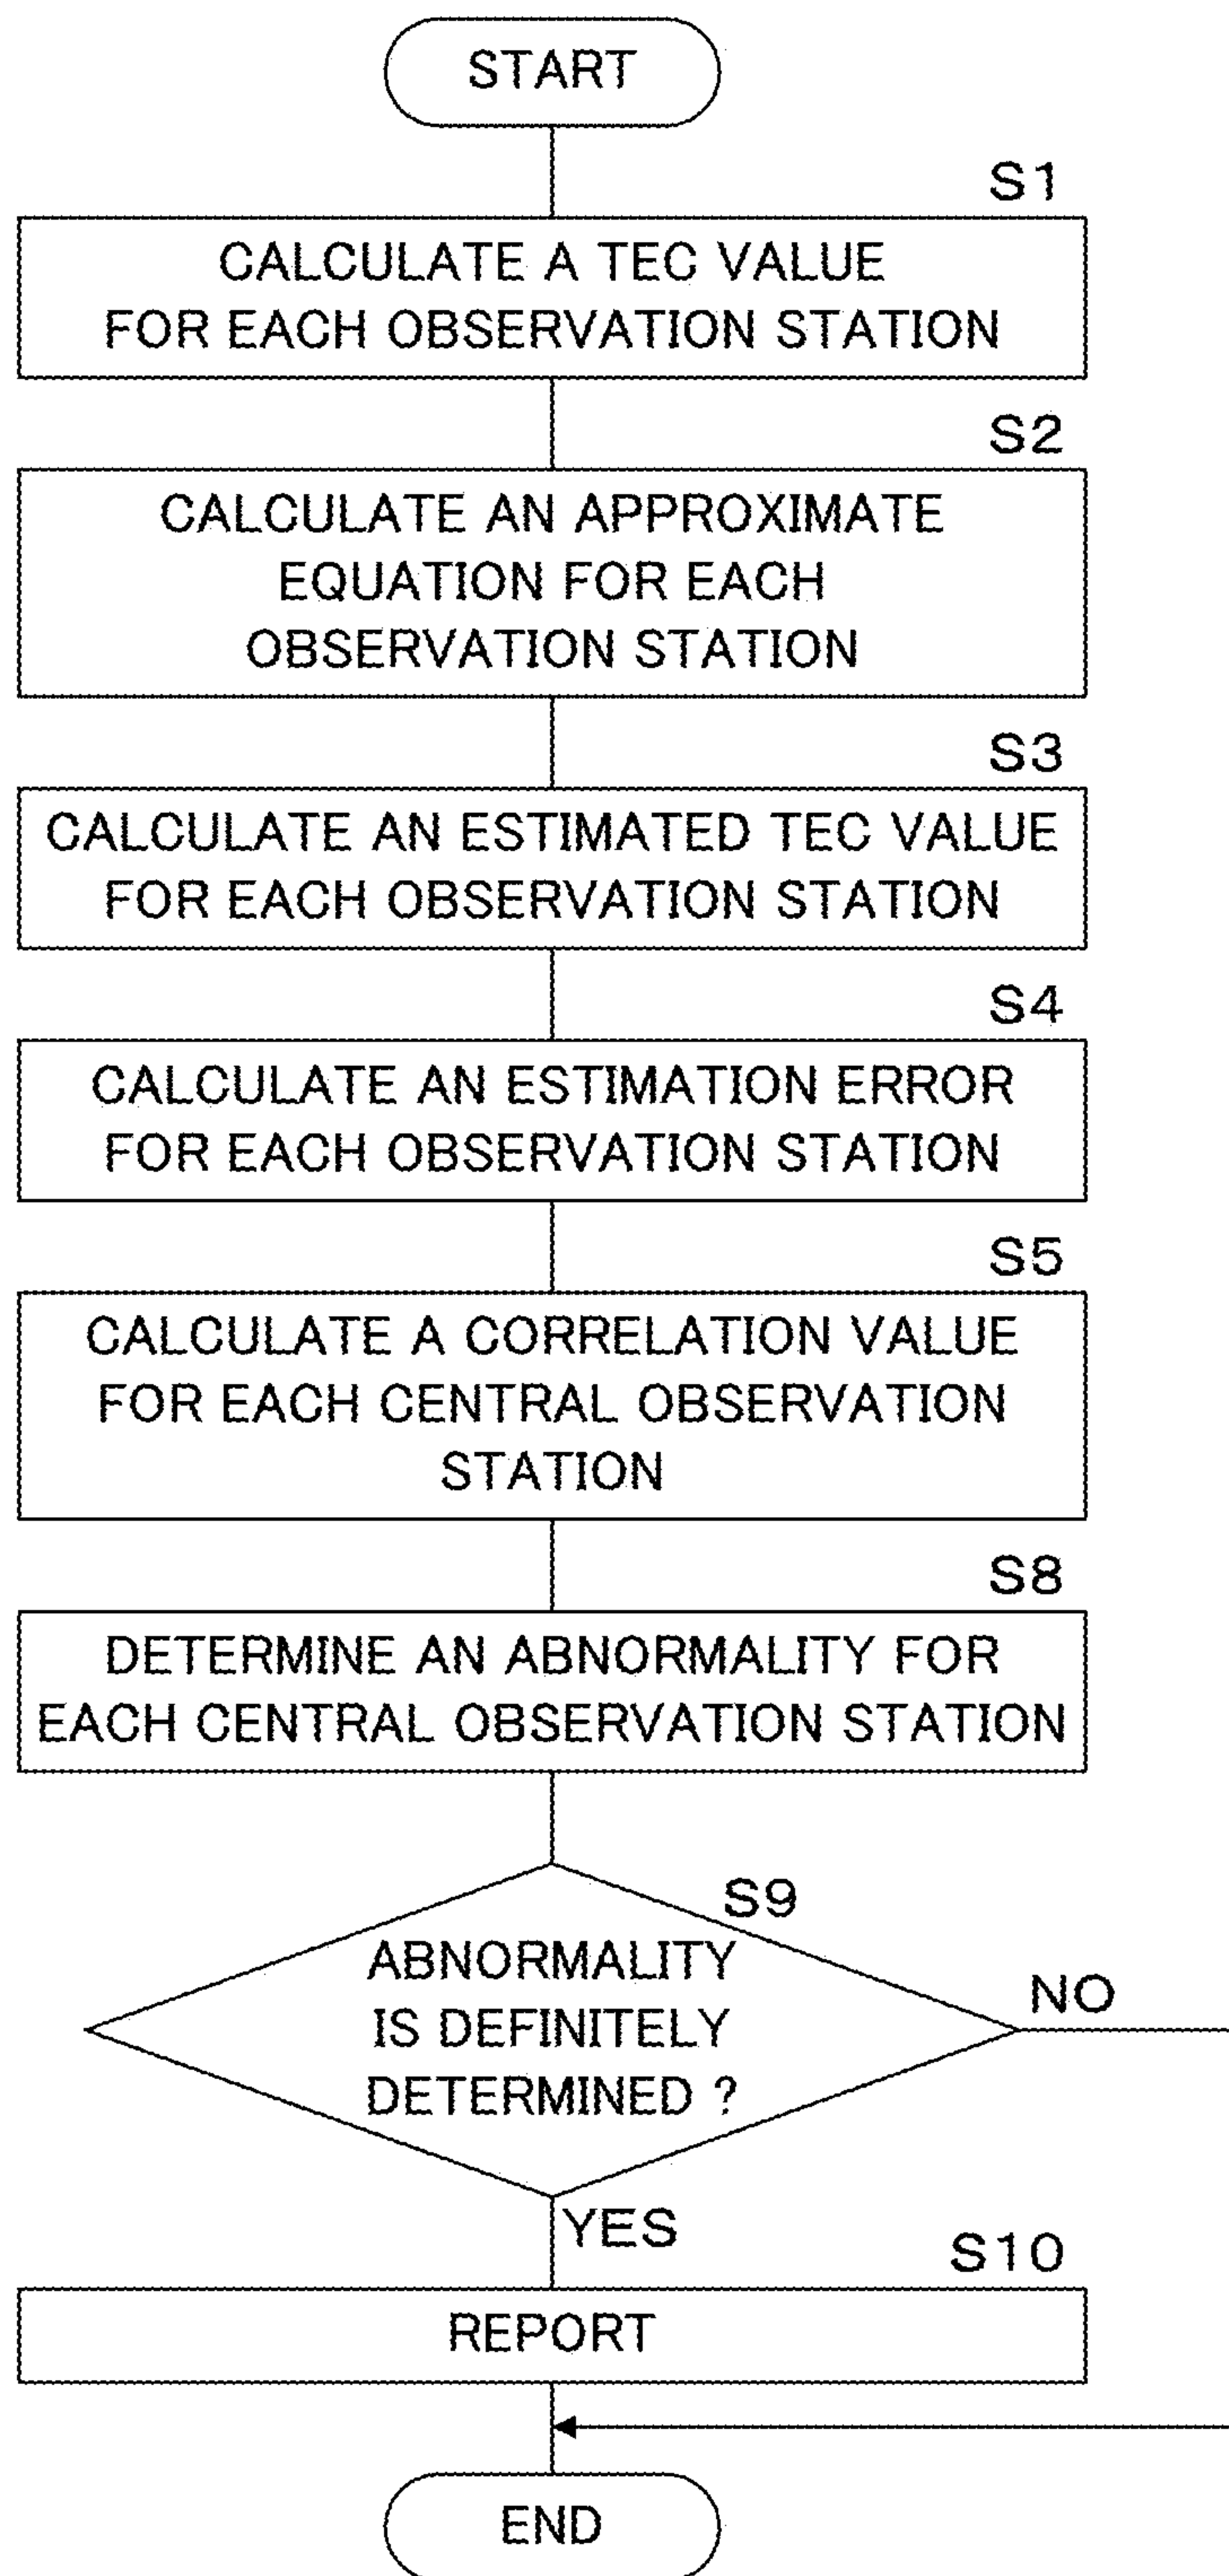 START
S1
CALCULATE A TEC VALUE
FOR EACH OBSERVATION STATION
S2
CALCULATE AN APPROXIMATE
EQUATION FOR EACH
OBSERVATION STATION
S3
CALCULATE AN ESTIMATED TEC VALUE
FOR EACH OBSERVATION STATION
S4
CALCULATE AN ESTIMATION ERROR
FOR EACH OBSERVATION STATION
S5
CALCULATE A CORRELATION VALUE
FOR EACH CENTRAL OBSERVATION
STATION
S8
DETERMINE AN ABNORMALITY FOR
EACH CENTRAL OBSERVATION STATION
S9
ABNORMALITY
IS DEFINITELY
DETERMINED ?
NO
YES
S10
REPORT
END